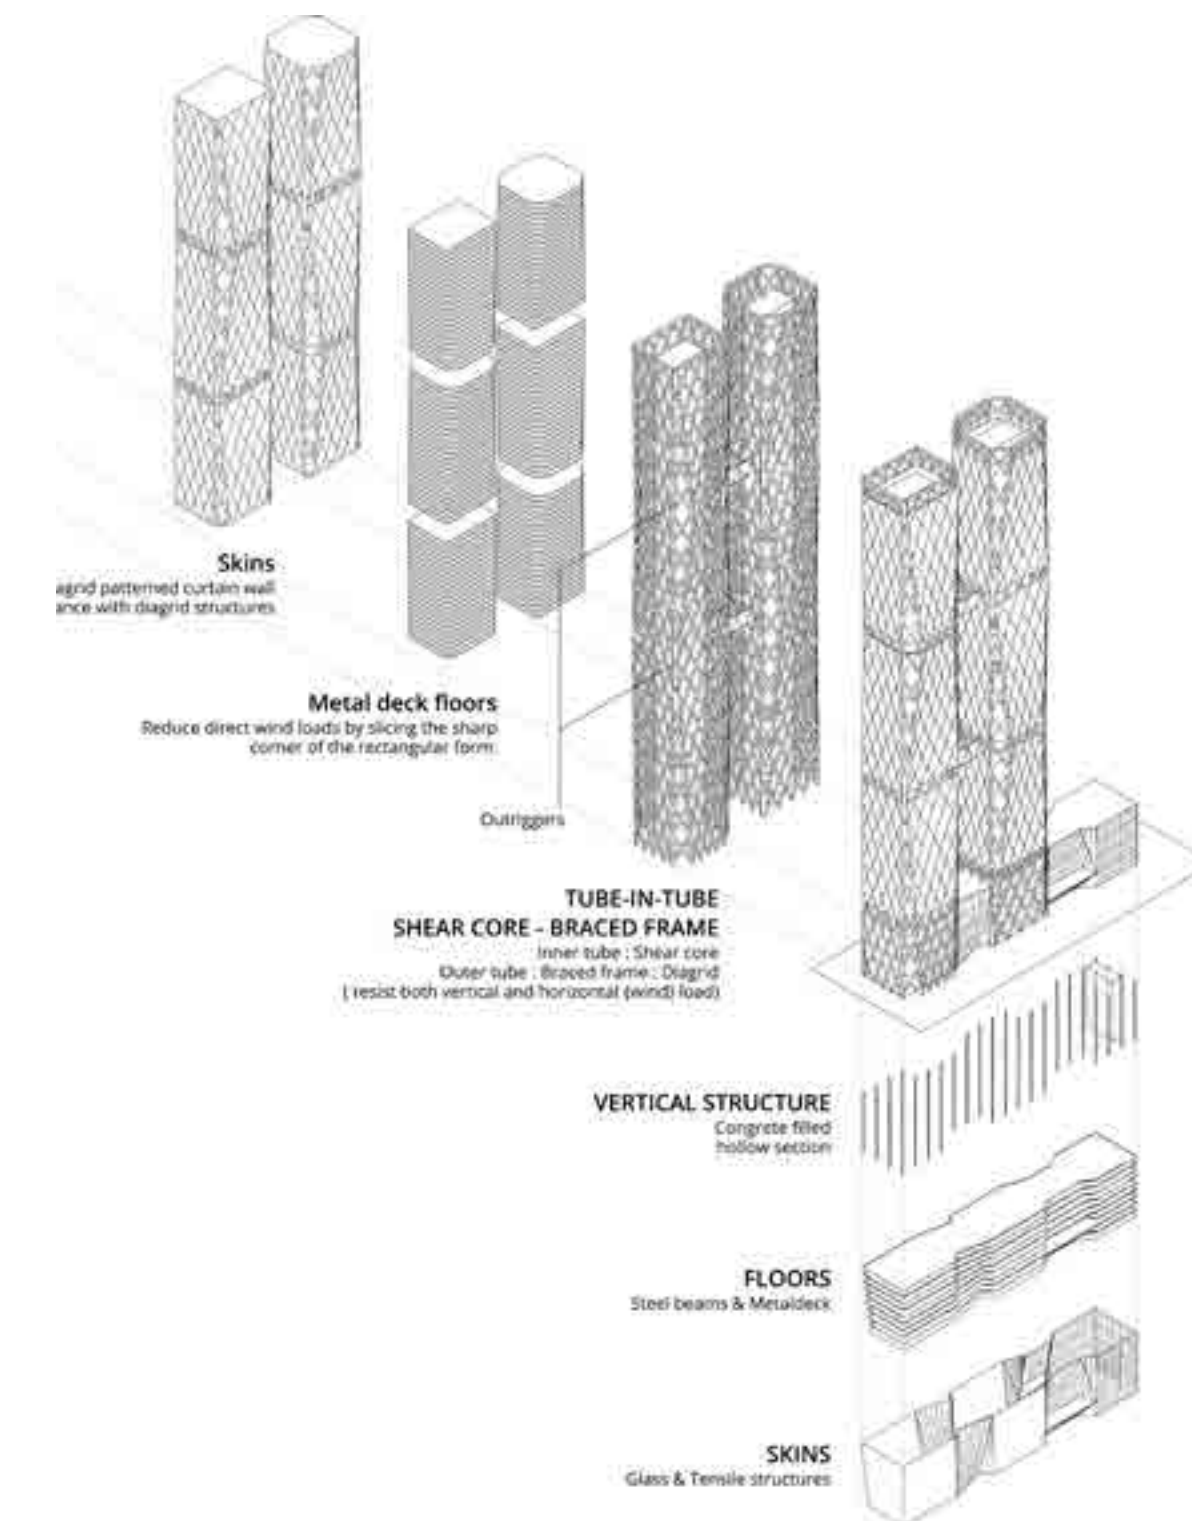 Skins
agrid patterned curtain wall
ance with diagrid structures
Metal deck floors
Reduce direct wind loads by slicing the sharp
corner of the rectangular form.
Outriggers
TUBE-IN-TUBE
SHEAR CORE - BRACED FRAME
Inner tube : Shear core
Outer tube : Braced frame : Diagrid
( resist both vertical and horizontal (wind) load)
VERTICAL STRUCTURE
Concrete filled
hollow section
FLOORS
Steel beams & Metaldeck
SKINS
Glass & Tensile structures